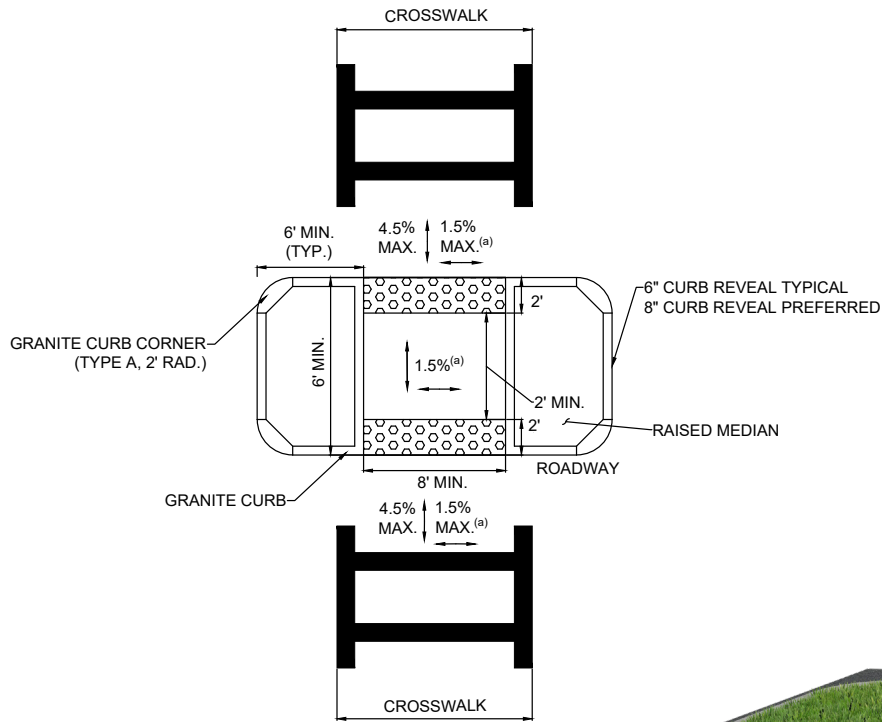 CROSSWALK
6' MIN.
(TYP.)
4.5%
MAX.
1.5%
MAX.(a)
6" CURB REVEAL TYPICAL
8" CURB REVEAL PREFERRED
2'
GRANITE CURB CORNER
(TYPE A, 2' RAD.)
6' MIN.
1.5%(a)
2' MIN.
2'
RAISED MEDIAN
ROADWAY
8' MIN.
GRANITE CURB
4.5%
MAX.
1.5%
MAX.(a)
CROSSWALK